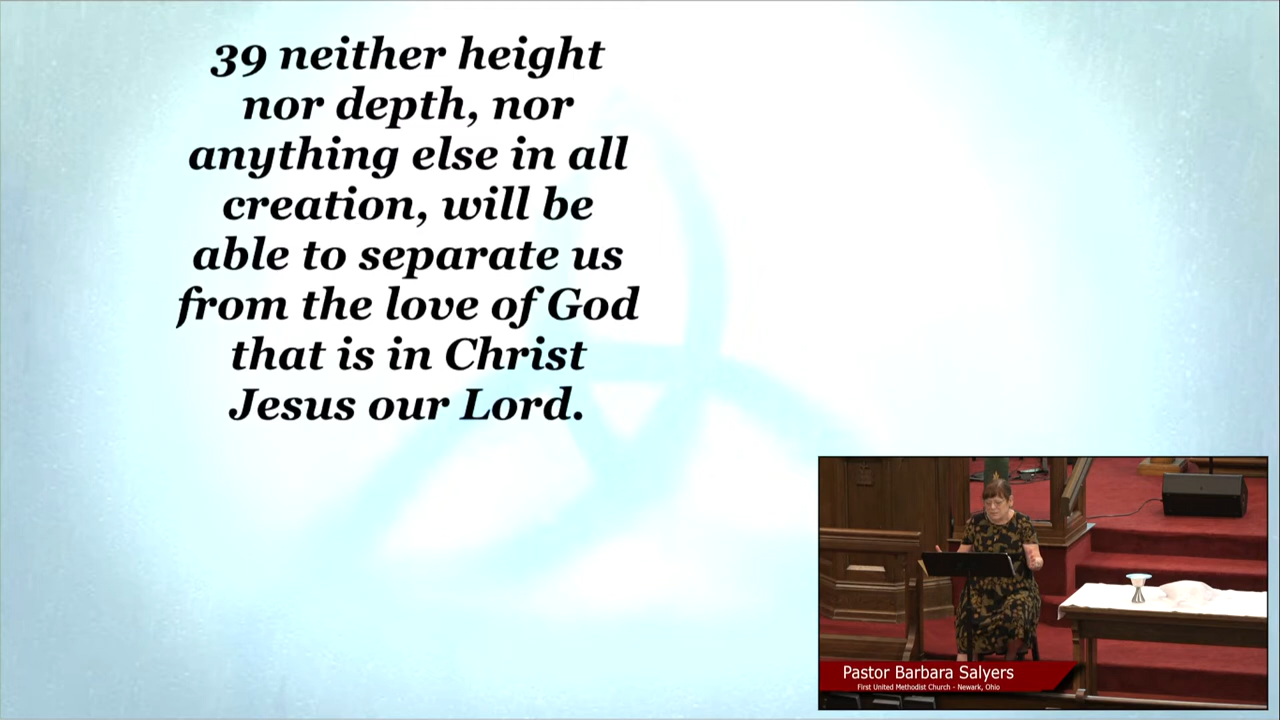 39 neither height
nor depth, nor
anything else in all
creation, will be
able to separate us
from the love of God
that is in Christ
Jesus our Lord.
Pastor Barbara Salyers
First United Methodist Church - Newark, Ohio